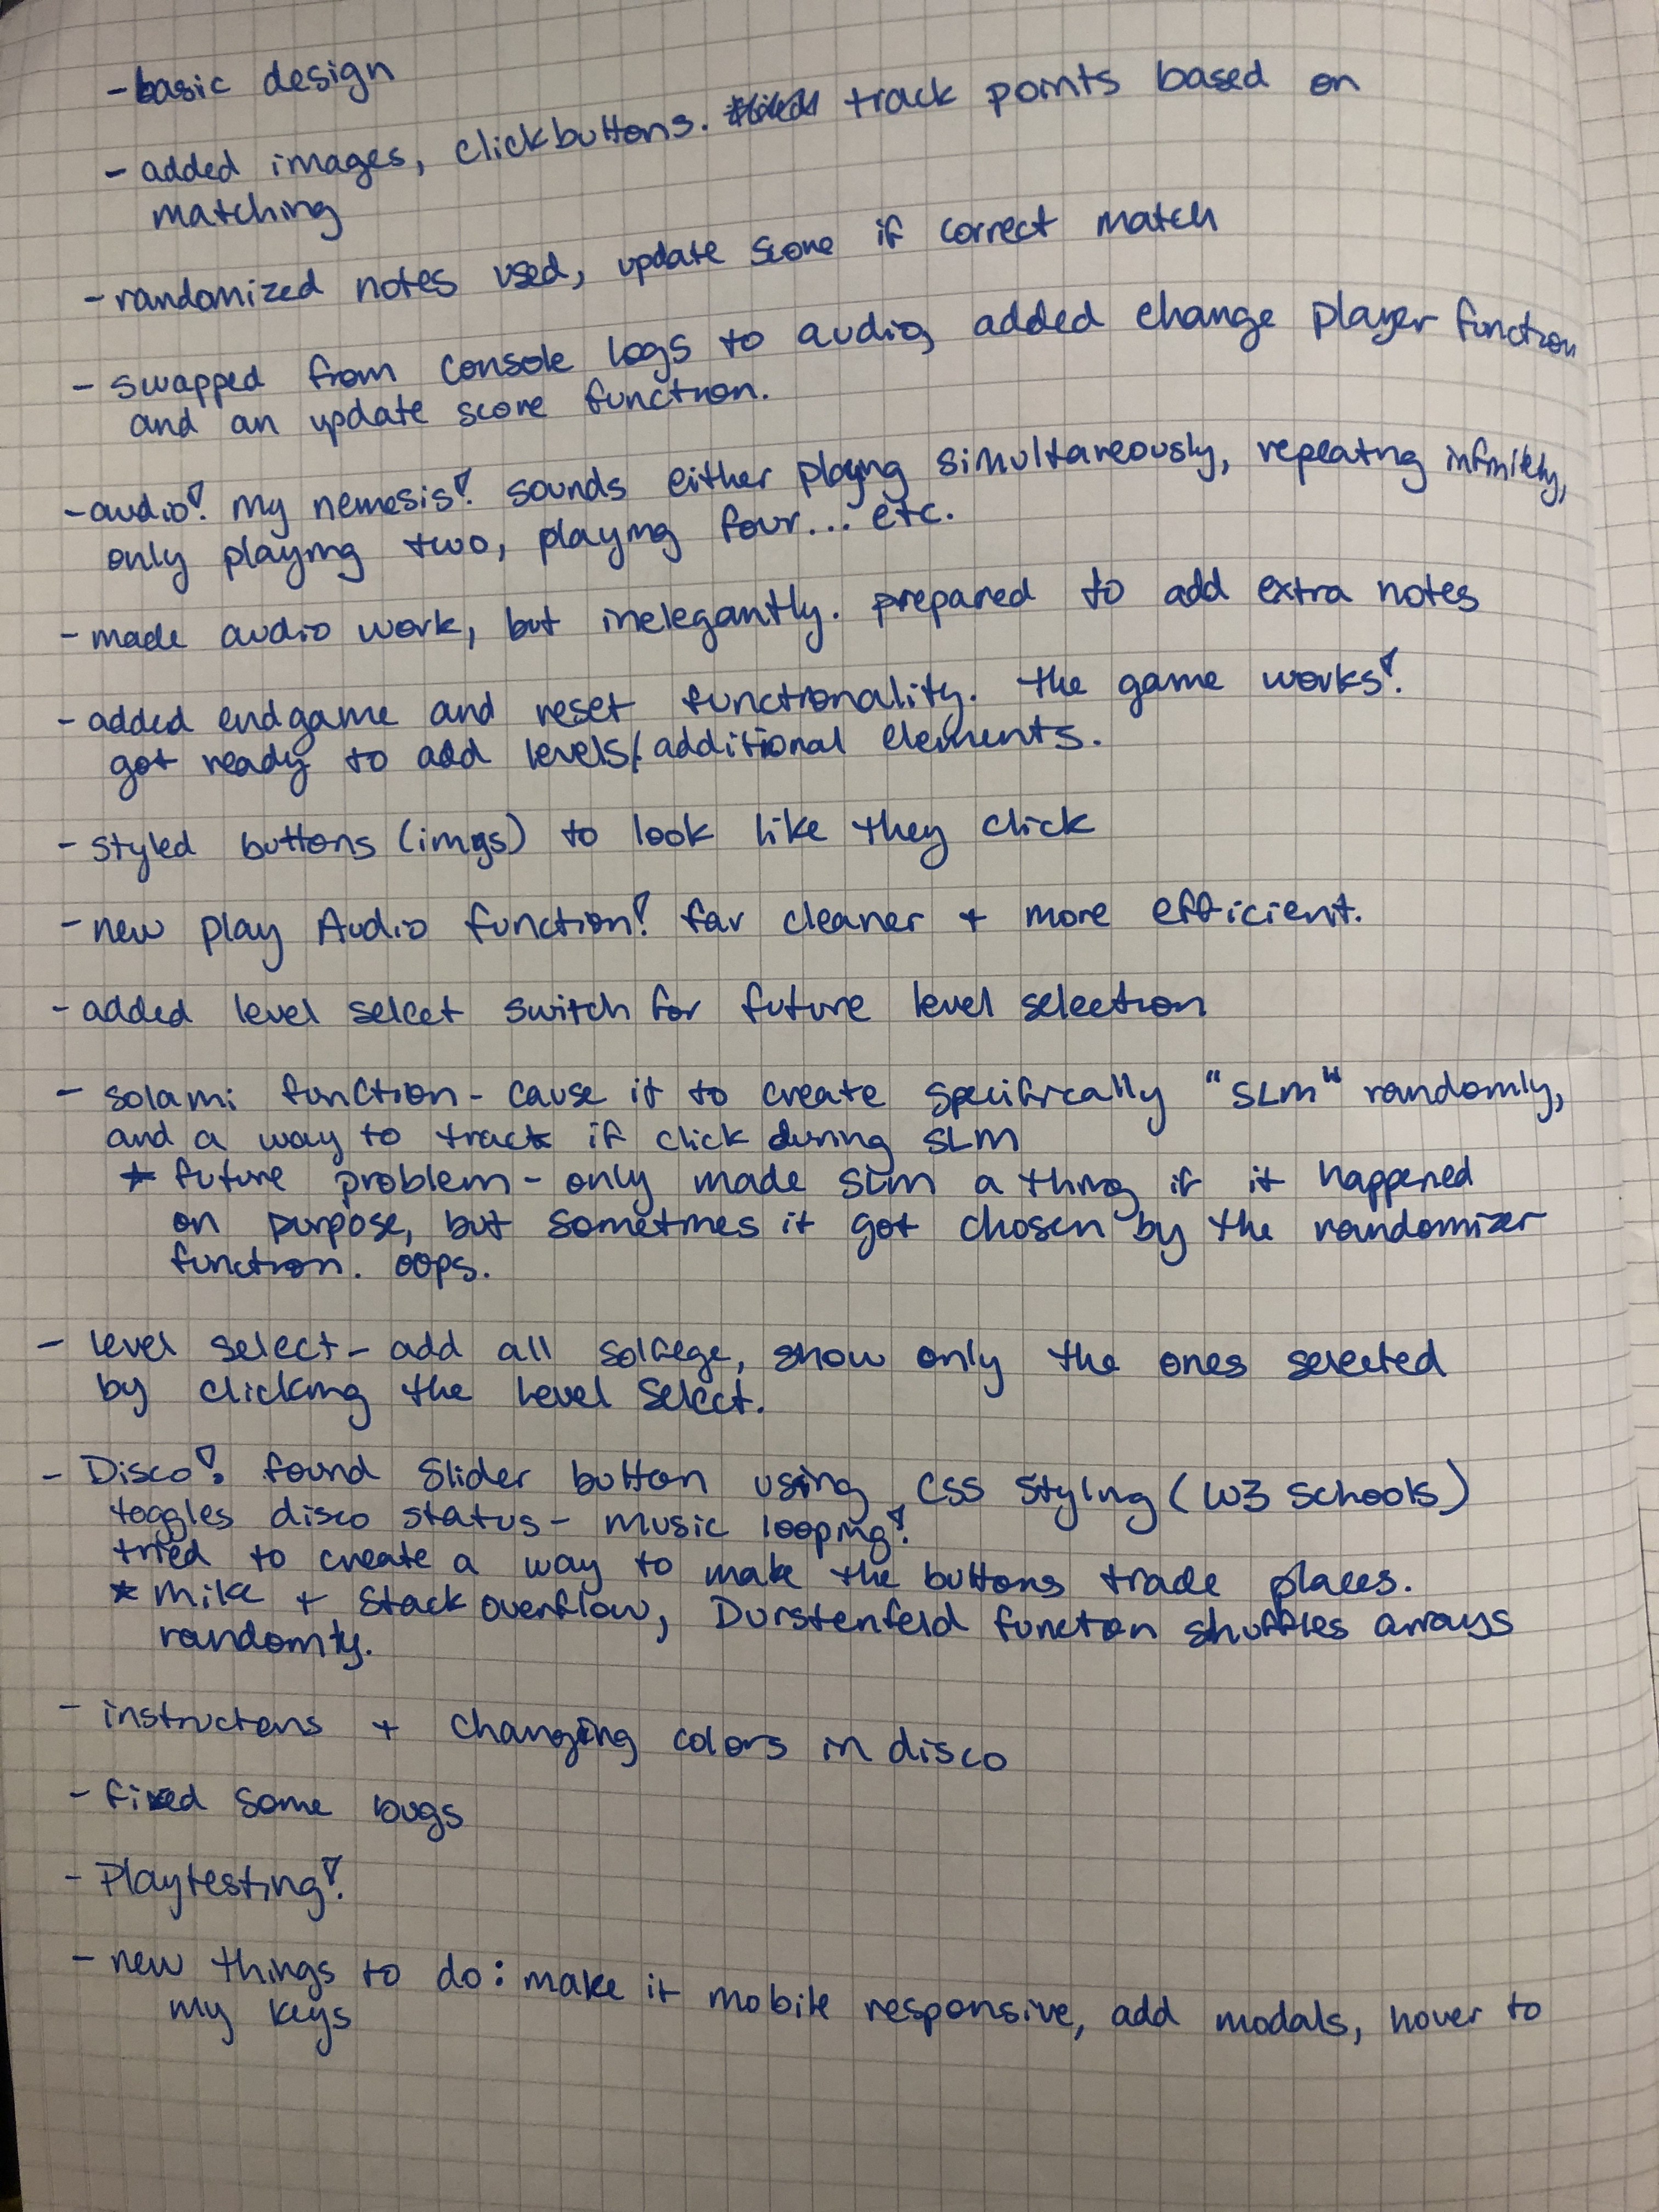 -basic design
- added images, clickbuttons. track points based on
matching
- randomized notes used, update score if correct match
- swapped from console logs to audio, added change player function
and an update score function.
- audio! my nemesis! sounds either playing simultaneously, repeating infinitely,
only playing two, playing four... etc.
- made audio work, but inelegantly. prepared to add extra notes
- added endgame and reset functionality. the game works!
got ready to add levels/additional elements.
- styled buttons (imgs) to look like they click
- new play Audio function! far cleaner + more efficient.
- added level select switch for future level selection
- solami function - cause it to create specifically "SLM" randomly,
and a way to track if click during SLM
* future problem - only made SLM a thing if it happened
on purpose, but sometimes it got chosen by the randomizer
function. oops.
- level select - add all solfege, show only the ones selected
by clicking the level select.
- Disco! found slider button using CSS styling (W3 Schools)
toggles disco status - music looping!
tried to create a way to make the buttons trade places.
* Mike + Stack overflow, Durstenfeld function shuffles arrays
randomly.
- instructions + changing colors in disco
- fixed some bugs
- Playtesting!
- new things to do: make it mobile responsive, add modals, hover to
my keys